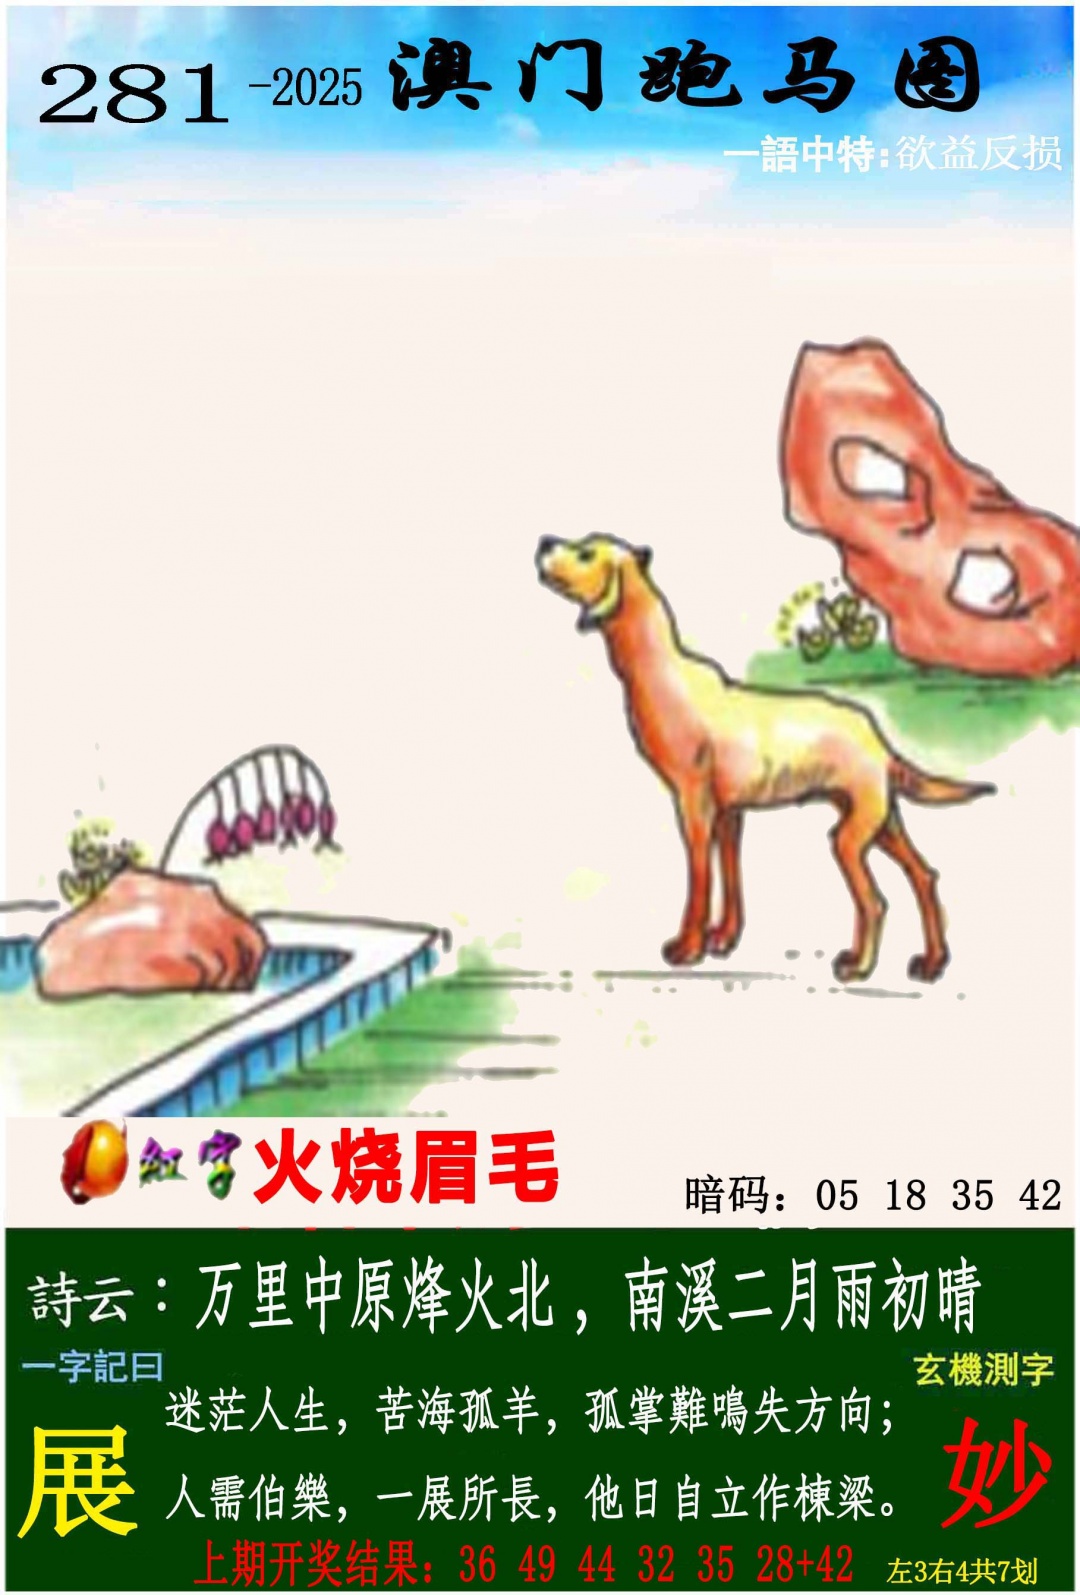 281-2025 澳门跑马图
一語中特:欲益反损
红字 火烧眉毛
暗码：05 18 35 42
詩云：万里中原烽火北，南溪二月雨初晴
一字記曰
玄機測字
迷茫人生，苦海孤羊，孤掌難鳴失方向；
展
妙
人需伯樂，一展所長，他日自立作棟梁。
上期开奖结果：36 49 44 32 35 28+42
左3右4共7划